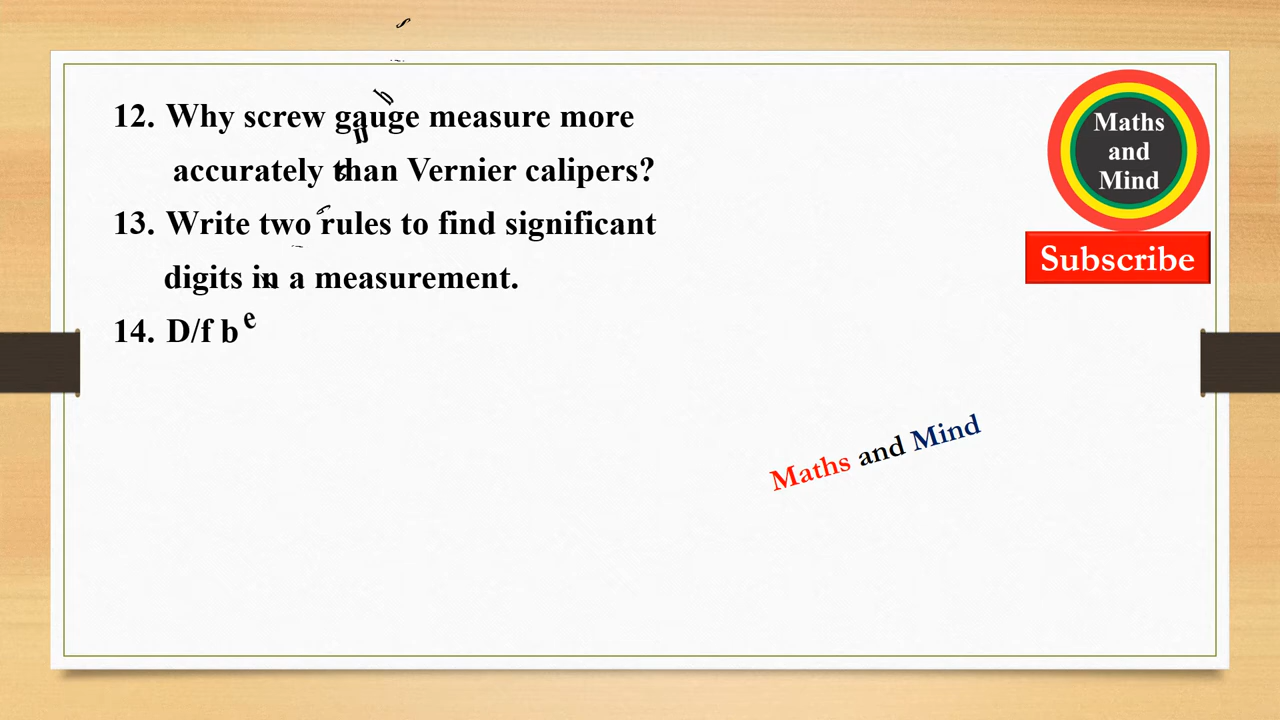 12. Why screw gauge measure more
accurately than Vernier calipers?
13. Write two rules to find significant
digits in a measurement.
14. D/f be
Maths
and
Mind
Subscribe
Maths and Mind